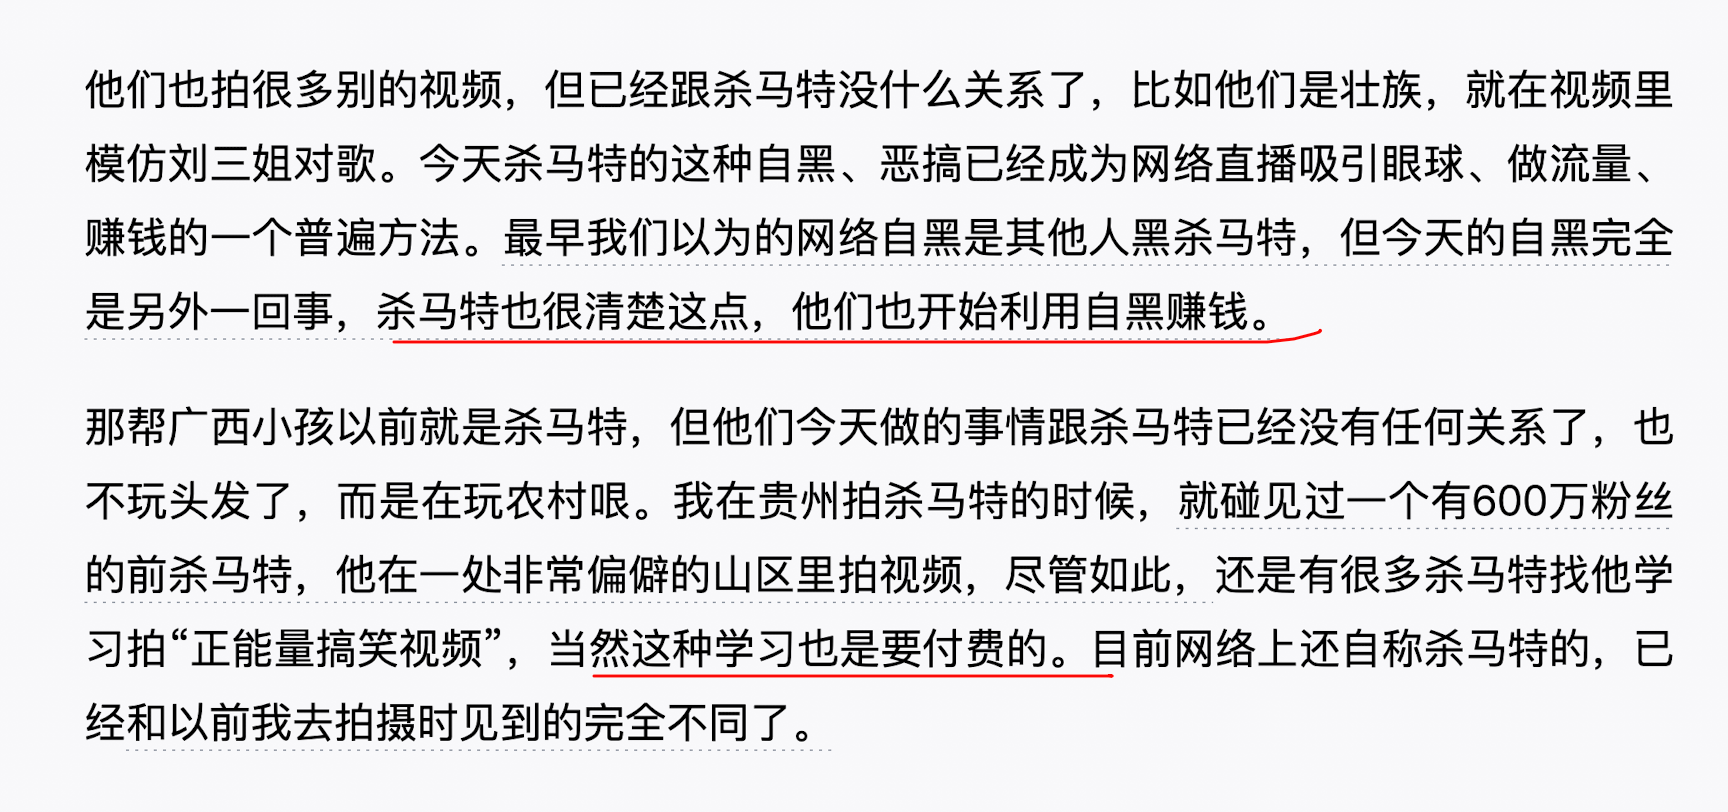 他们也拍很多别的视频，但已经跟杀马特没什么关系了，比如他们是壮族，就在视频里
模仿刘三姐对歌。今天杀马特的这种自黑、恶搞已经成为网络直播吸引眼球、做流量、
赚钱的一个普遍方法。最早我们以为的网络自黑是其他人黑杀马特，但今天的自黑完全
是另外一回事，杀马特也很清楚这点，他们也开始利用自黑赚钱。
那帮广西小孩以前就是杀马特，但他们今天做的事情跟杀马特已经没有任何关系了，也
不玩头发了，而是在玩农村哏。我在贵州拍杀马特的时候，就碰见过一个有600万粉丝
的前杀马特，他在一处非常偏僻的山区里拍视频，尽管如此，还是有很多杀马特找他学
习拍“正能量搞笑视频”，当然这种学习也是要付费的。目前网络上还自称杀马特的，已
经和以前我去拍摄时见到的完全不同了。